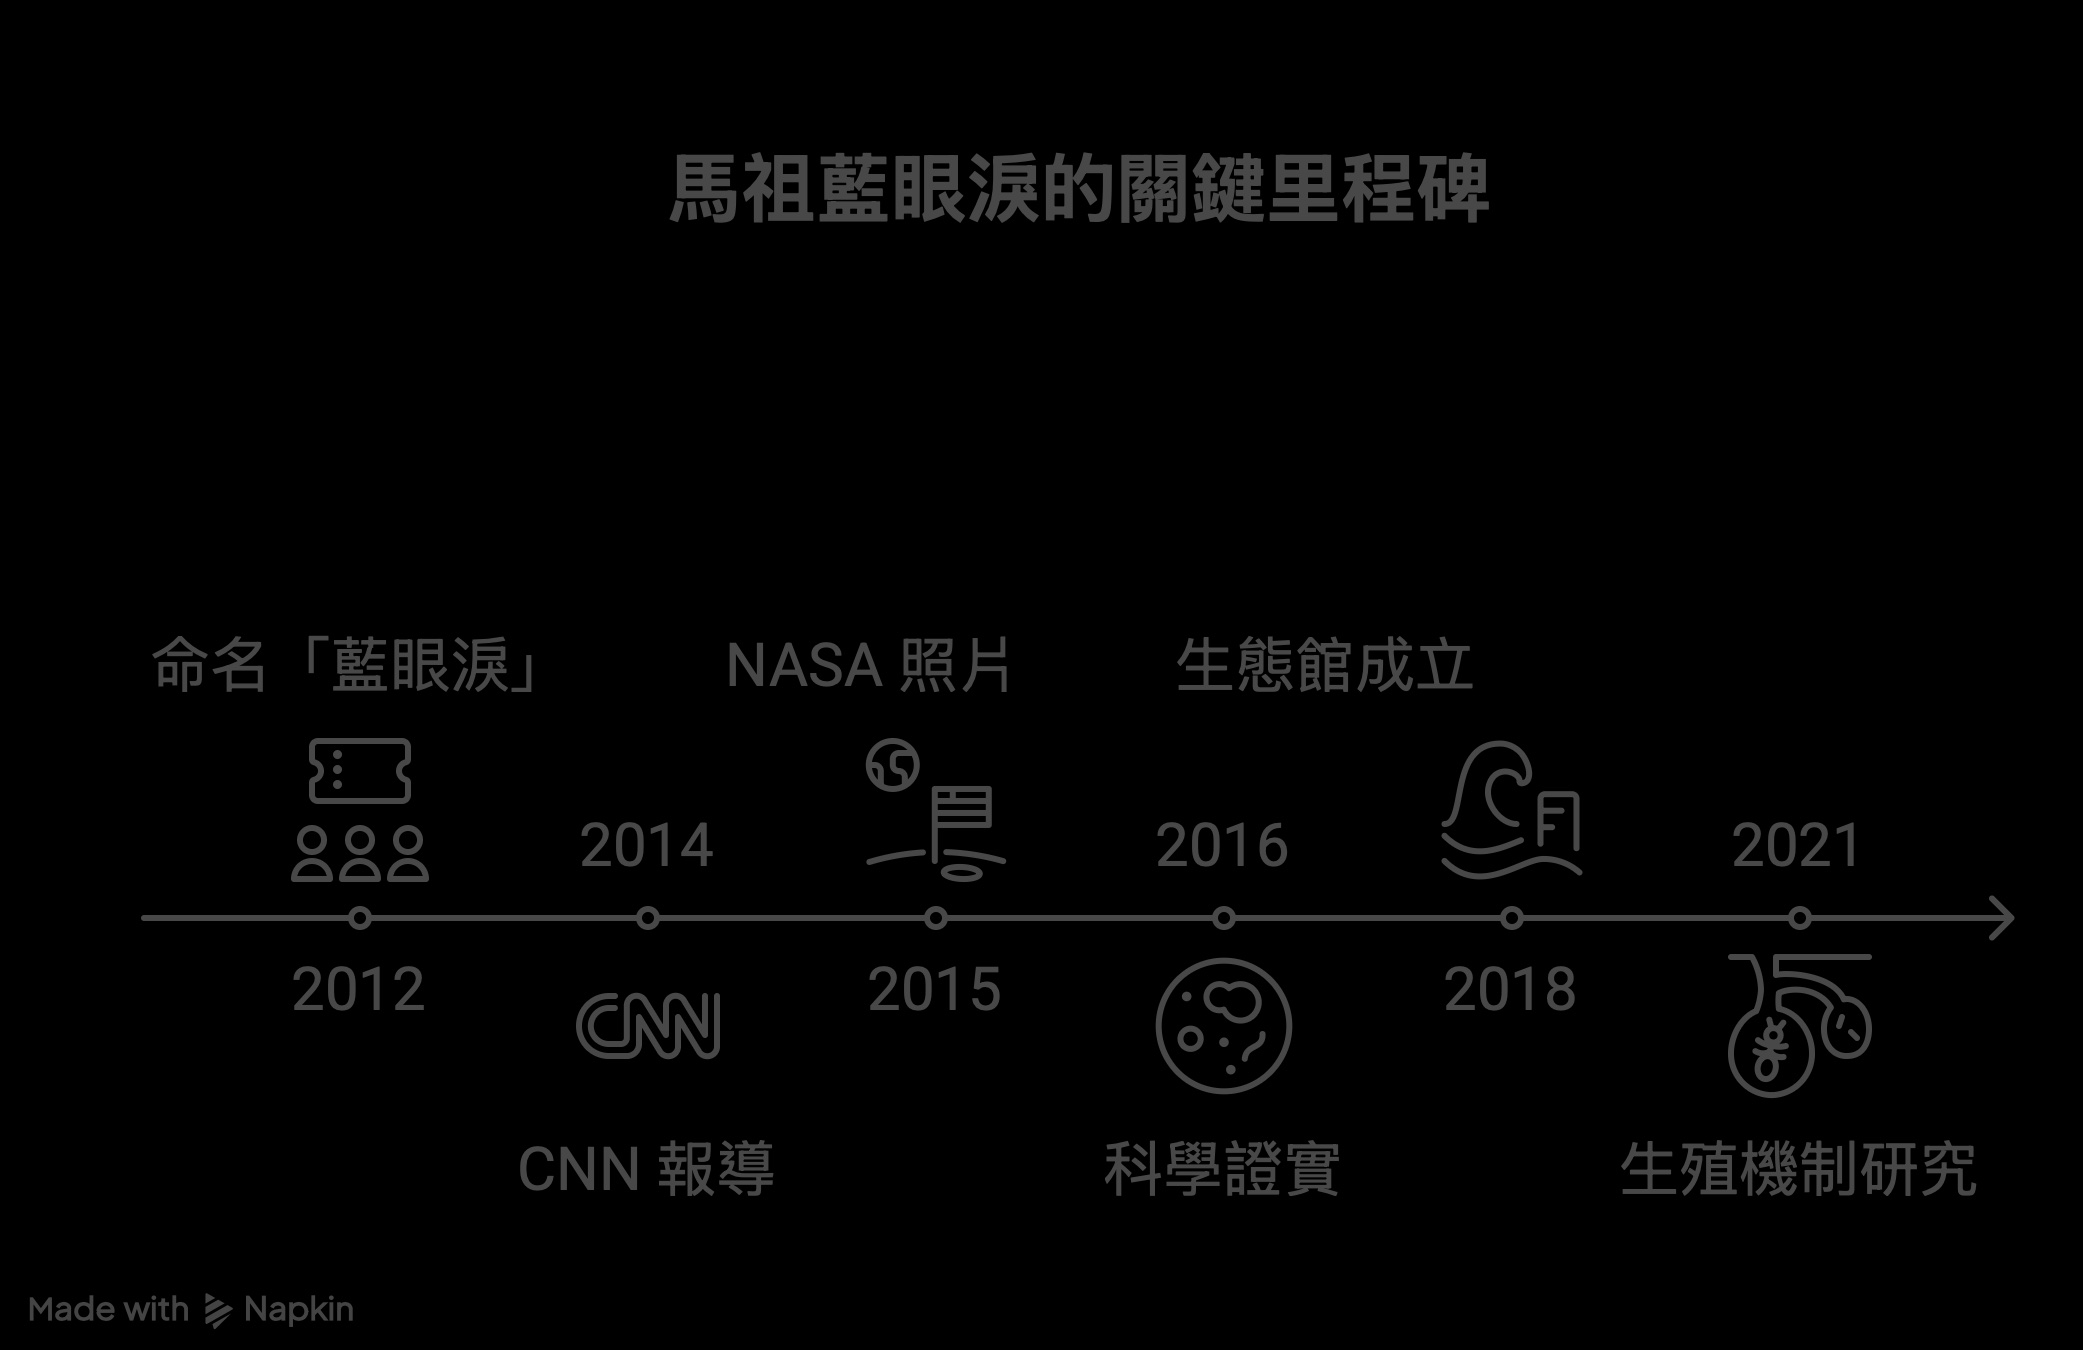 馬祖藍眼淚的關鍵里程碑
命名「藍眼淚」
NASA 照片
生態館成立
2014
2016
2021
2012
2015
2018
CNN
CNN 報導
科學證實
生殖機制研究
Made with Napkin